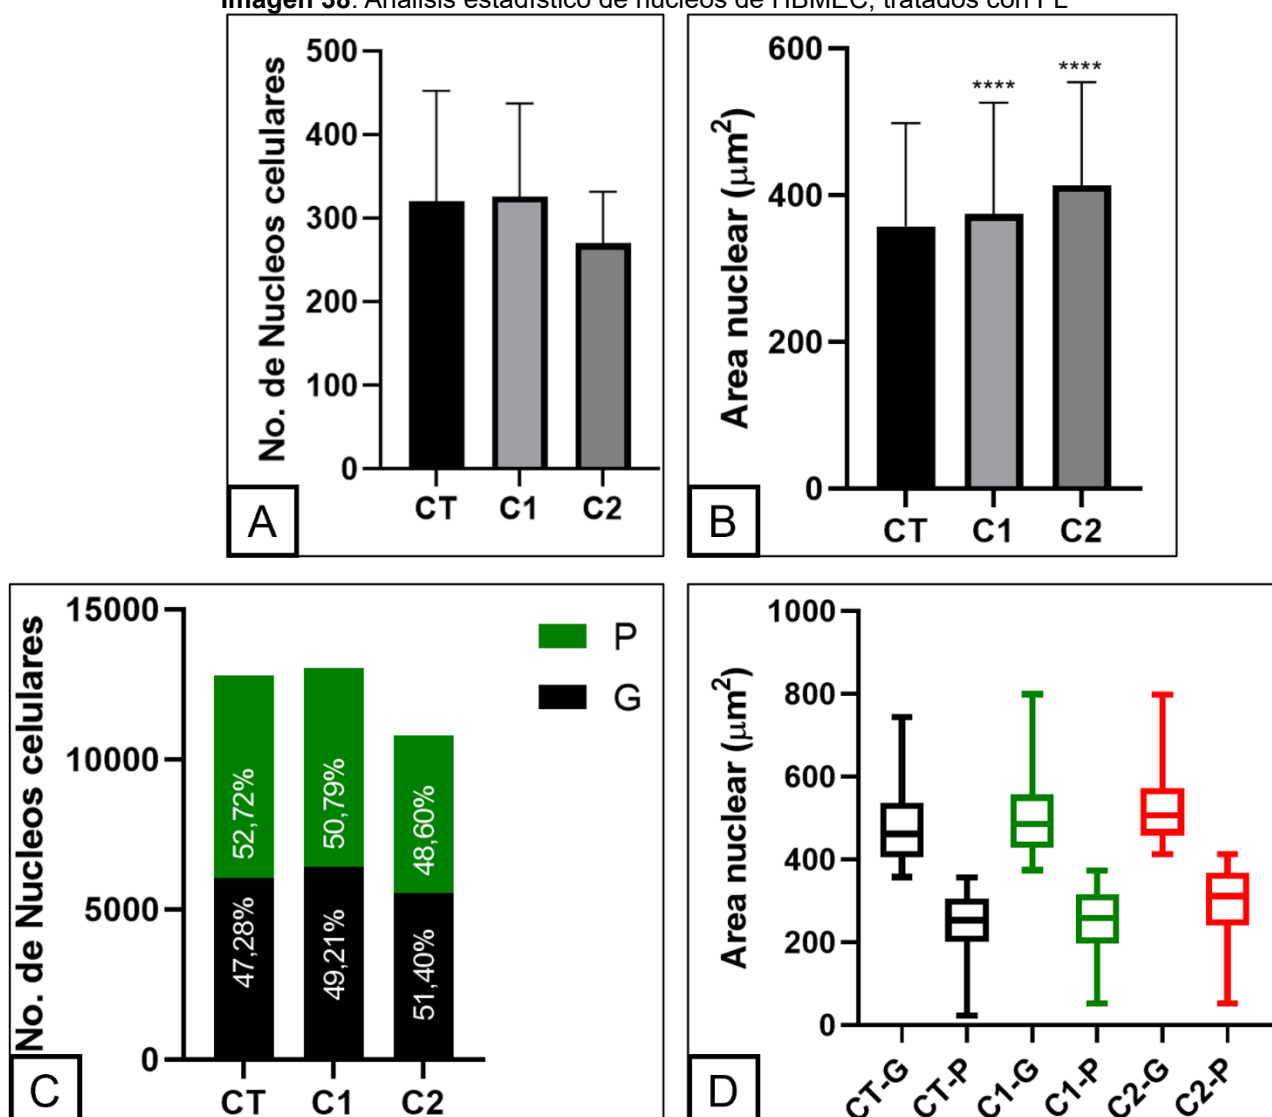 Imagen 38. Análisis estadístico de núcleos de HBMEC, tratados con PL
No. de Nucleos celulares
500
400
300
200
100
0
CT C1 C2
A
Area nuclear (μm²)
600
400
200
0
****
****
CT C1 C2
B
No. de Nucleos celulares
15000
10000
5000
0
52,72%
47,28%
50,79%
49,21%
48,60%
51,40%
P
G
CT C1 C2
C
Area nuclear (μm²)
1000
800
600
400
200
0
CT-G CT-P C1-G C1-P C2-G C2-P
D